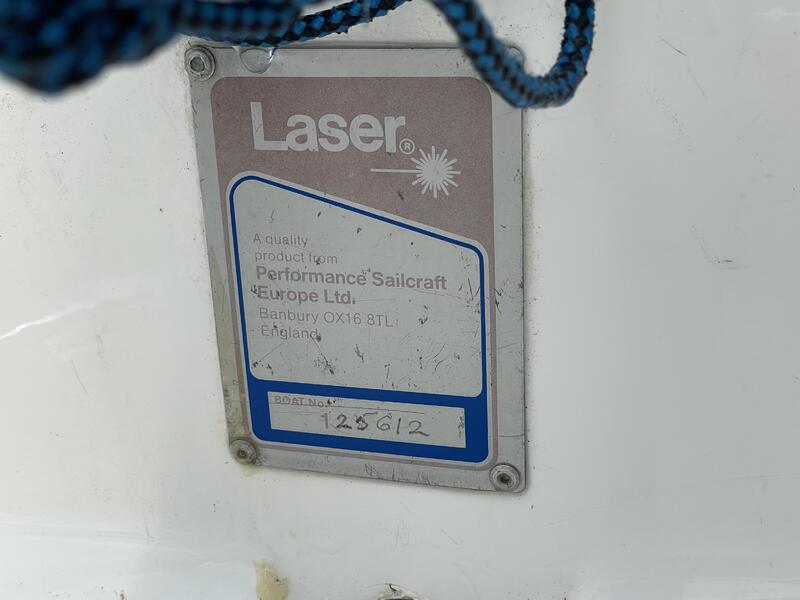 Laser®
A quality
product from
Performance Sailcraft
Europe Ltd.
Banbury OX16 8TL
England
BOAT No.
125612